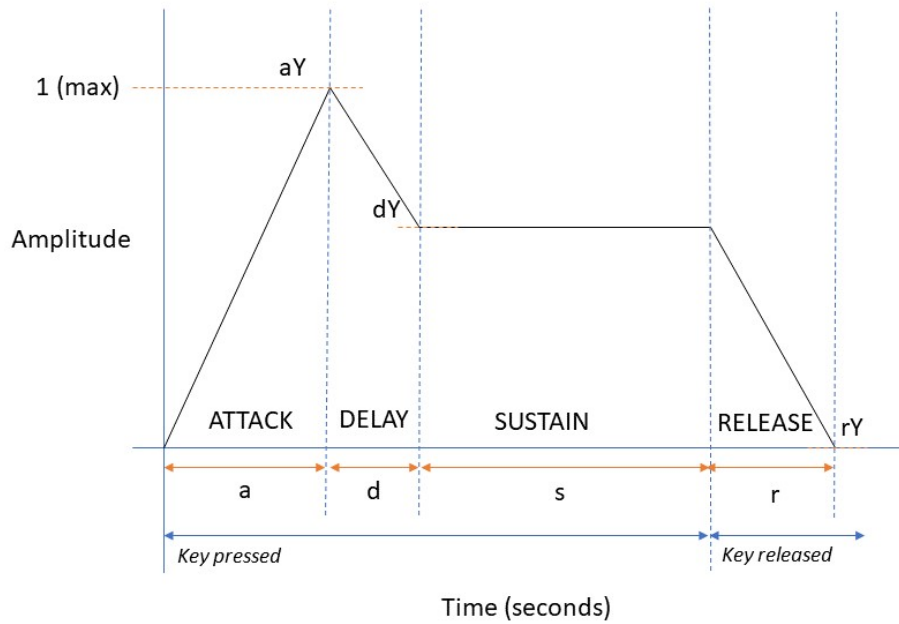 aY
1 (max)
dY
Amplitude
ATTACK
DELAY
SUSTAIN
RELEASE
rY
a
d
s
r
Key pressed
Key released
Time (seconds)